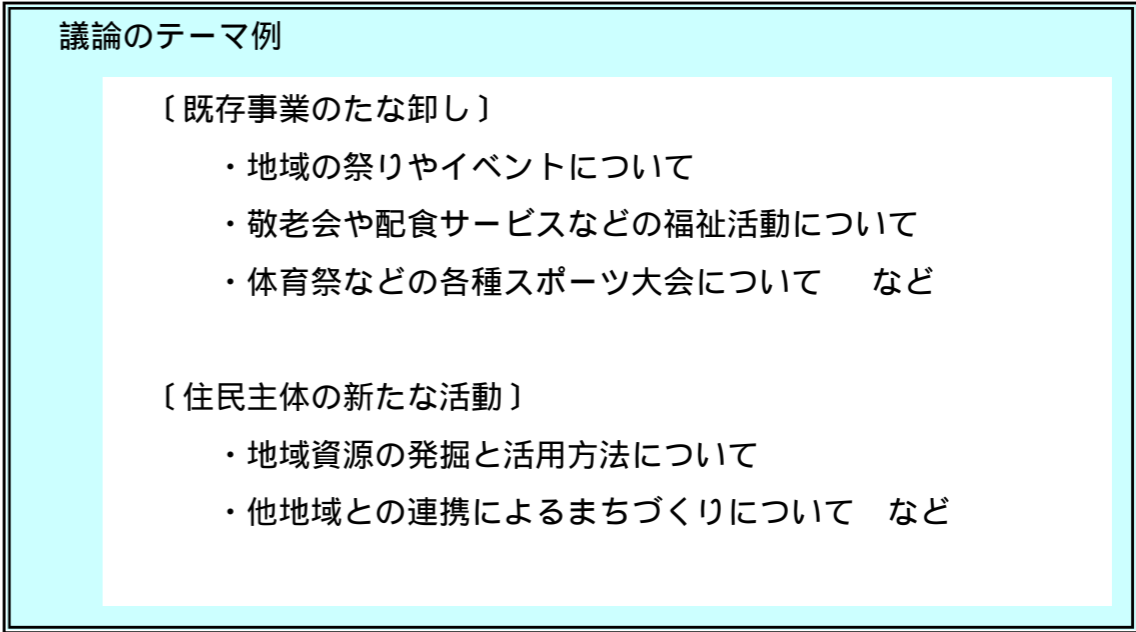 議論のテーマ例
〔既存事業のたな卸し〕
・地域の祭りやイベントについて
・敬老会や配食サービスなどの福祉活動について
・体育祭などの各種スポーツ大会について　など
〔住民主体の新たな活動〕
・地域資源の発掘と活用方法について
・他地域との連携によるまちづくりについて　など